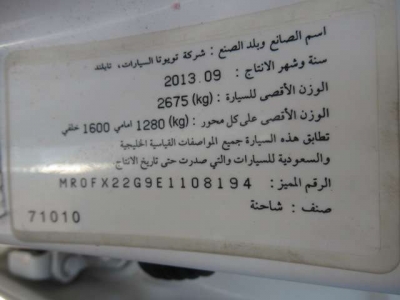 اسم الصانع وبلد الصنع : شركة تويوتا السيارات، تايلند
سنة وشهر الانتاج : 2013.09
الوزن الأقصى للسيارة : 2675 (kg)
الوزن الأقصى على كل محور : 1280 (kg) امامي 1600 خلفي
تطابق هذه السيارة جميع المواصفات القياسية الخليجية
والسعودية للسيارات والتي صدرت حتى تاريخ الانتاج
الرقم المميز : MR0FX22G9E1108194
صنف : شاحنة
71010